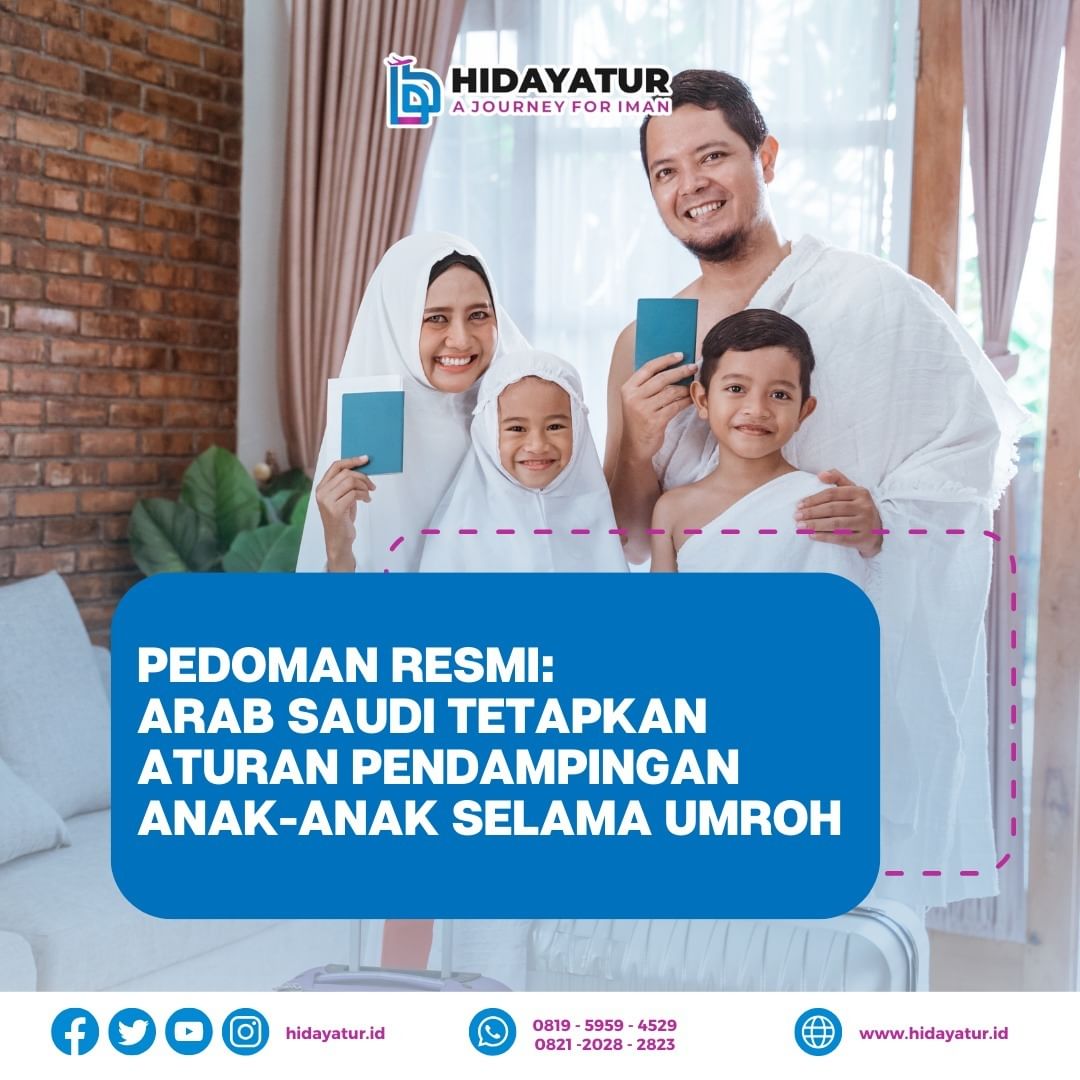 HIDAYATUR
A JOURNEY FOR IMAN
PEDOMAN RESMI:
ARAB SAUDI TETAPKAN
ATURAN PENDAMPINGAN
ANAK-ANAK SELAMA UMROH
hidayatur.id
0819 - 5959 - 4529
0821 -2028 - 2823
www.hidayatur.id